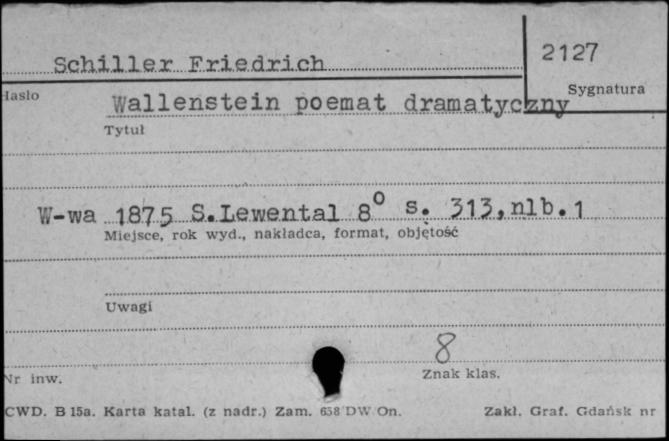 Schiller Friedrich
2127
Hasło
Sygnatura
Wallenstein poemat dramatyczny
Tytuł
W-wa 1875 S.Lewental 8° s. 313,nlb.1
Miejsce, rok wyd., nakładca, format, objętość
Uwagi
8
Nr inw.
Znak klas.
CWD. B 15a. Karta katal. (z nadr.) Zam. 658 DW On.
Zakł. Graf. Gdańsk nr